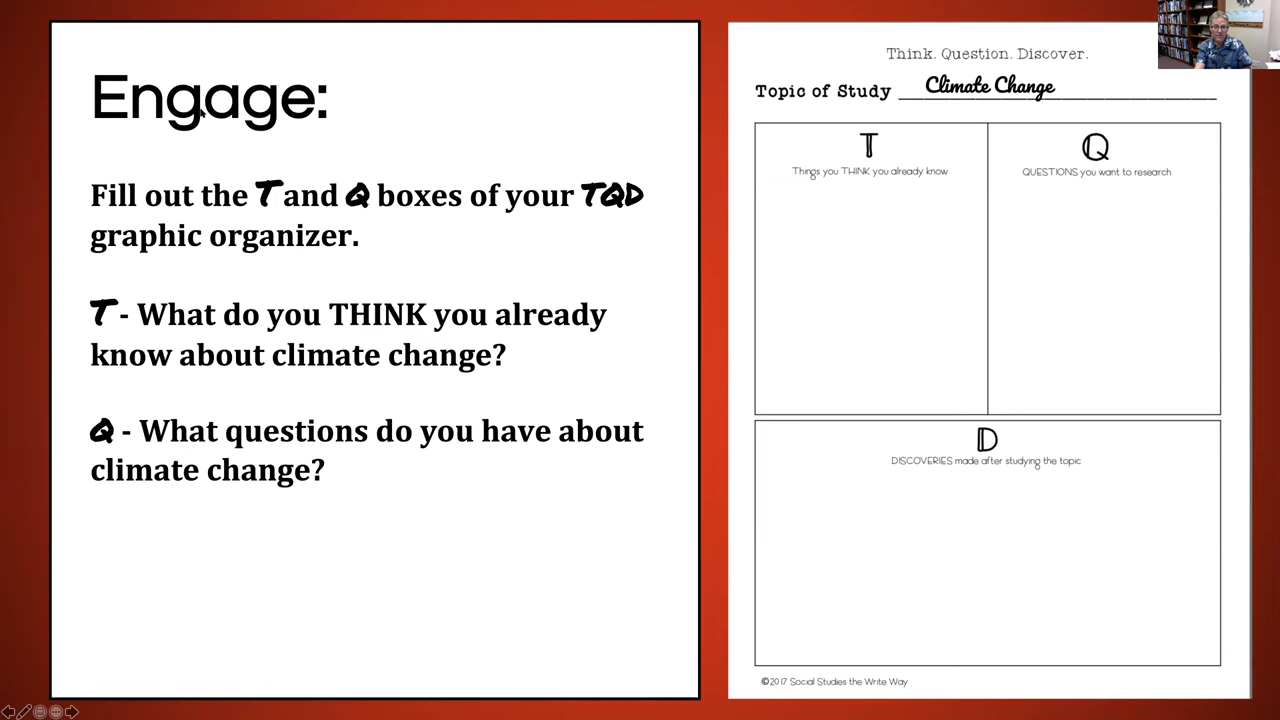 Engage:
Fill out the T and Q boxes of your TQD
graphic organizer.
T - What do you THINK you already
know about climate change?
Q - What questions do you have about
climate change?
Think. Question. Discover.
Topic of Study Climate Change
T
Things you THINK you already know
Q
QUESTIONS you want to research
D
DISCOVERIES made after studying the topic
©2017 Social Studies the Write Way